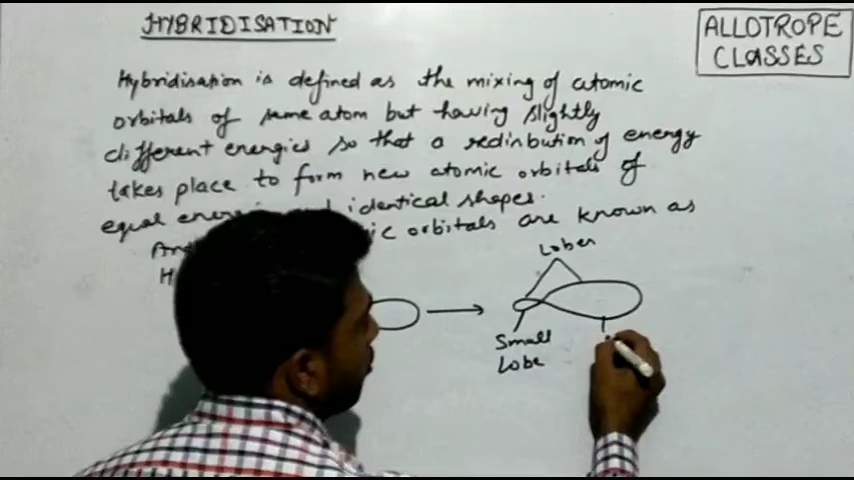 HYBRIDISATION
ALLOTROPE
CLASSES
Hybridisation is defined as the mixing of atomic
orbitals of same atom but having slightly
different energies so that a redinbution of energy
takes place to form new atomic orbitals of
equal identical shapes.
orbitals are known as
Lobes
Small
Lobe